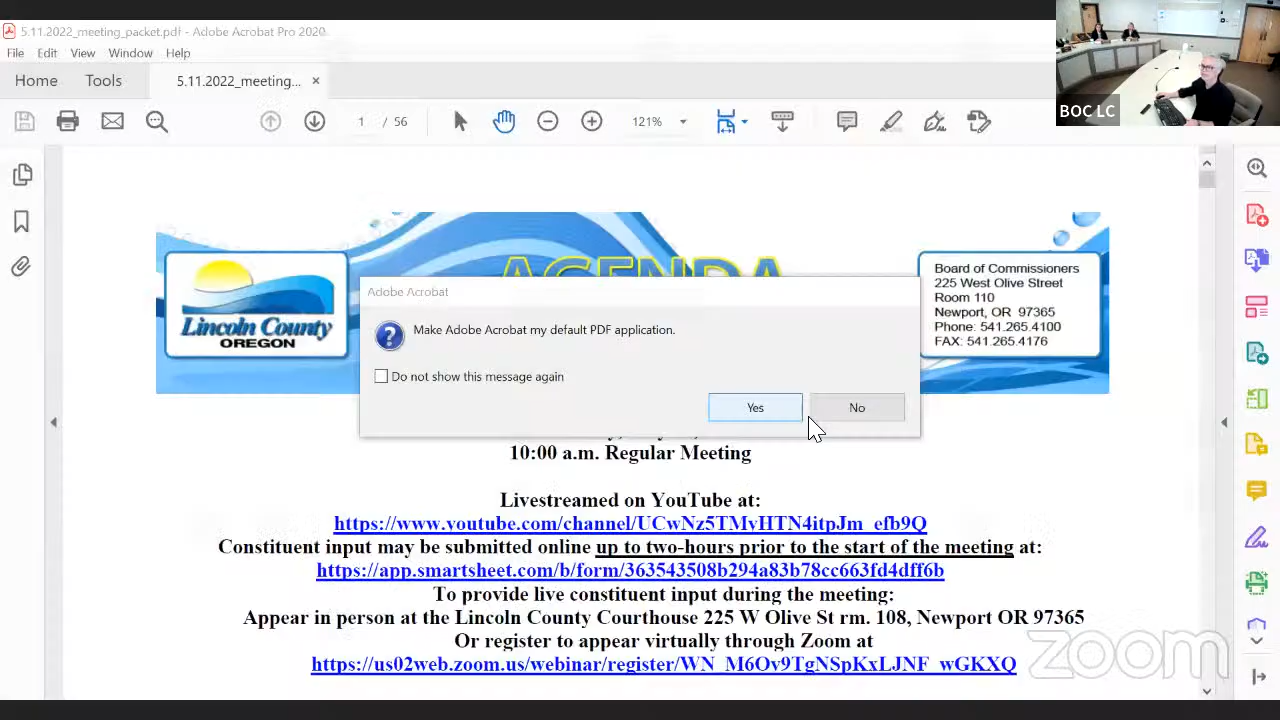 5.11.2022_meeting_packet.pdf - Adobe Acrobat Pro 2020
File Edit View Window Help
Home Tools 5.11.2022_meeting... ×
1 / 56 121%
BOC LC
AGENDA
Lincoln County
OREGON
Board of Commissioners
225 West Olive Street
Room 110
Newport, OR 97365
Phone: 541.265.4100
FAX: 541.265.4176
Adobe Acrobat
Make Adobe Acrobat my default PDF application.
Do not show this message again
Yes No
10:00 a.m. Regular Meeting
Livestreamed on YouTube at:
https://www.youtube.com/channel/UCwNz5TMyHTN4itpJm_efb9Q
Constituent input may be submitted online up to two-hours prior to the start of the meeting at:
https://app.smartsheet.com/b/form/363543508b294a83b78cc663fd4dff6b
To provide live constituent input during the meeting:
Appear in person at the Lincoln County Courthouse 225 W Olive St rm. 108, Newport OR 97365
Or register to appear virtually through Zoom at
https://us02web.zoom.us/webinar/register/WN_M6Ov9TgNSpKxLJNF_wGKXQ
zoom